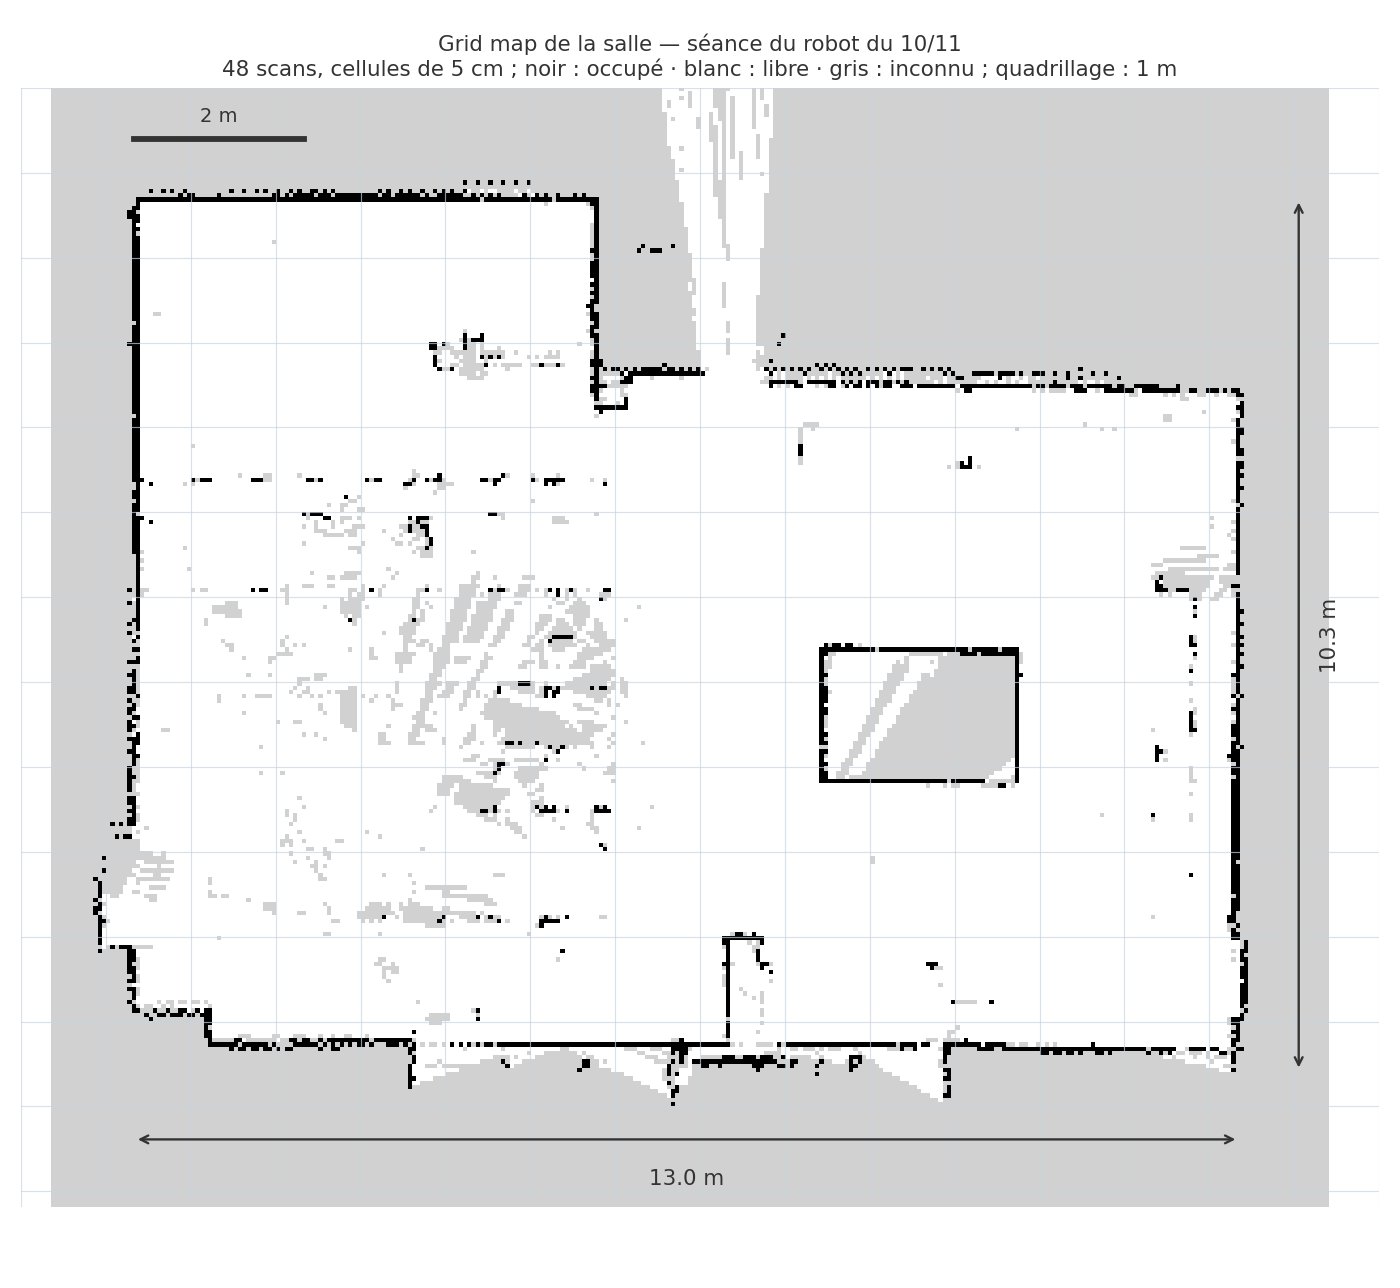 Grid map de la salle — séance du robot du 10/11
48 scans, cellules de 5 cm ; noir : occupé · blanc : libre · gris : inconnu ; quadrillage : 1 m
2 m
10.3 m
13.0 m